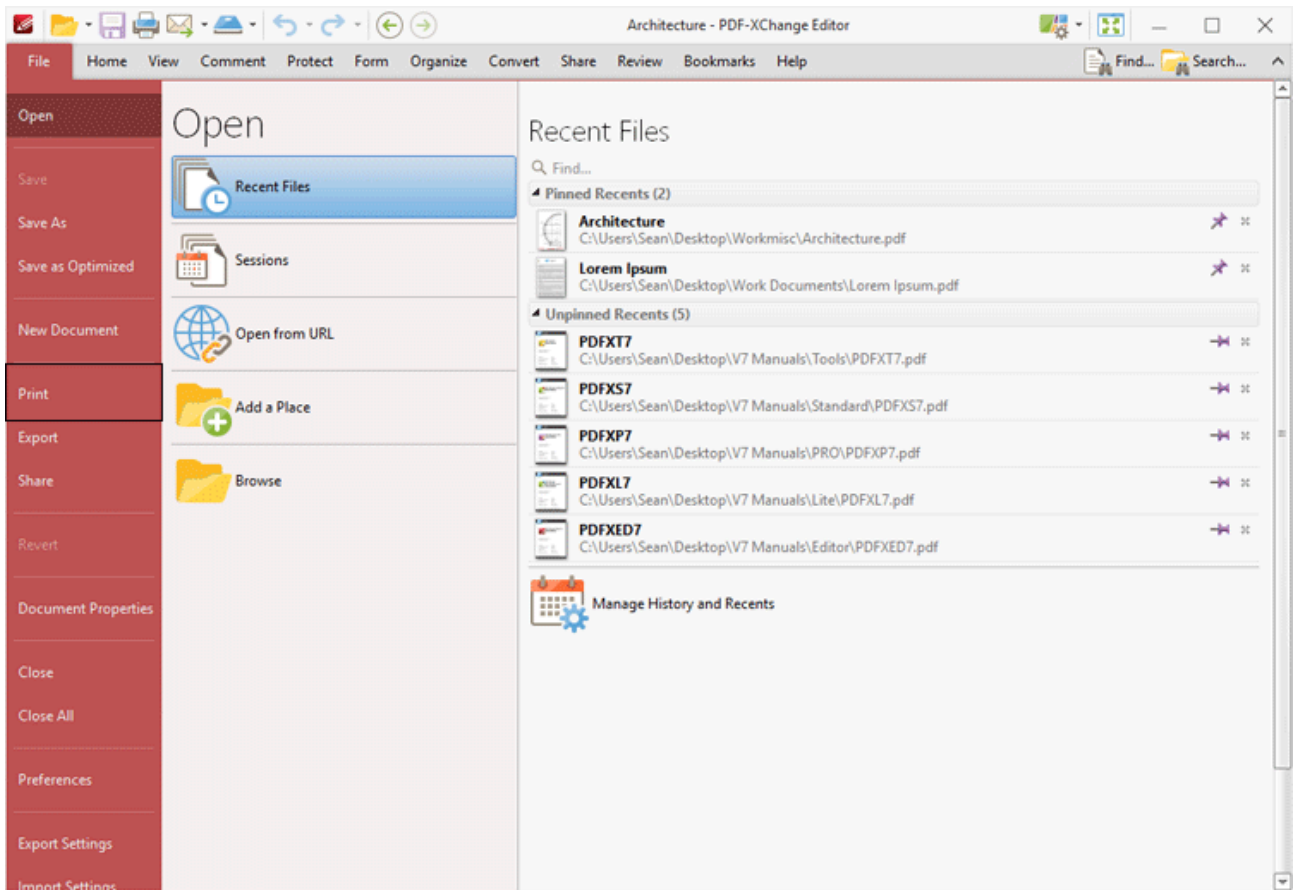 Architecture - PDF-XChange Editor
File Home View Comment Protect Form Organize Convert Share Review Bookmarks Help Find... Search...
Open
Save
Save As
Save as Optimized
New Document
Print
Export
Share
Revert
Document Properties
Close
Close All
Preferences
Export Settings
Import Settings
Open
Recent Files
Sessions
Open from URL
Add a Place
Browse
Recent Files
Find...
Pinned Recents (2)
Architecture
C:\Users\Sean\Desktop\Workmisc\Architecture.pdf
Lorem Ipsum
C:\Users\Sean\Desktop\Work Documents\Lorem Ipsum.pdf
Unpinned Recents (5)
PDFXT7
C:\Users\Sean\Desktop\V7 Manuals\Tools\PDFXT7.pdf
PDFXS7
C:\Users\Sean\Desktop\V7 Manuals\Standard\PDFXS7.pdf
PDFXP7
C:\Users\Sean\Desktop\V7 Manuals\PRO\PDFXP7.pdf
PDFXL7
C:\Users\Sean\Desktop\V7 Manuals\Lite\PDFXL7.pdf
PDFXED7
C:\Users\Sean\Desktop\V7 Manuals\Editor\PDFXED7.pdf
Manage History and Recents